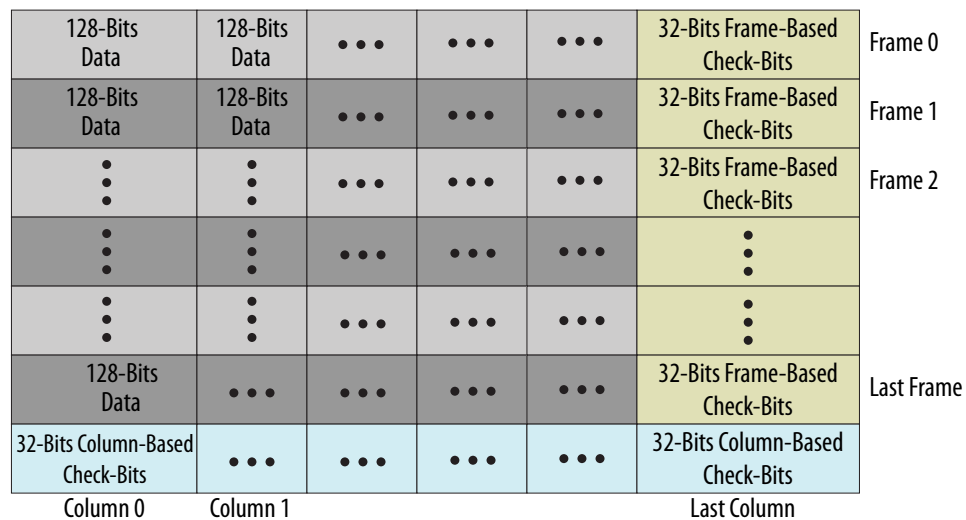 128-Bits
Data
128-Bits
Data
32-Bits Frame-Based
Check-Bits
Frame 0
128-Bits
Data
128-Bits
Data
32-Bits Frame-Based
Check-Bits
Frame 1
32-Bits Frame-Based
Check-Bits
Frame 2
128-Bits
Data
32-Bits Frame-Based
Check-Bits
Last Frame
32-Bits Column-Based
Check-Bits
32-Bits Column-Based
Check-Bits
Column 0
Column 1
Last Column